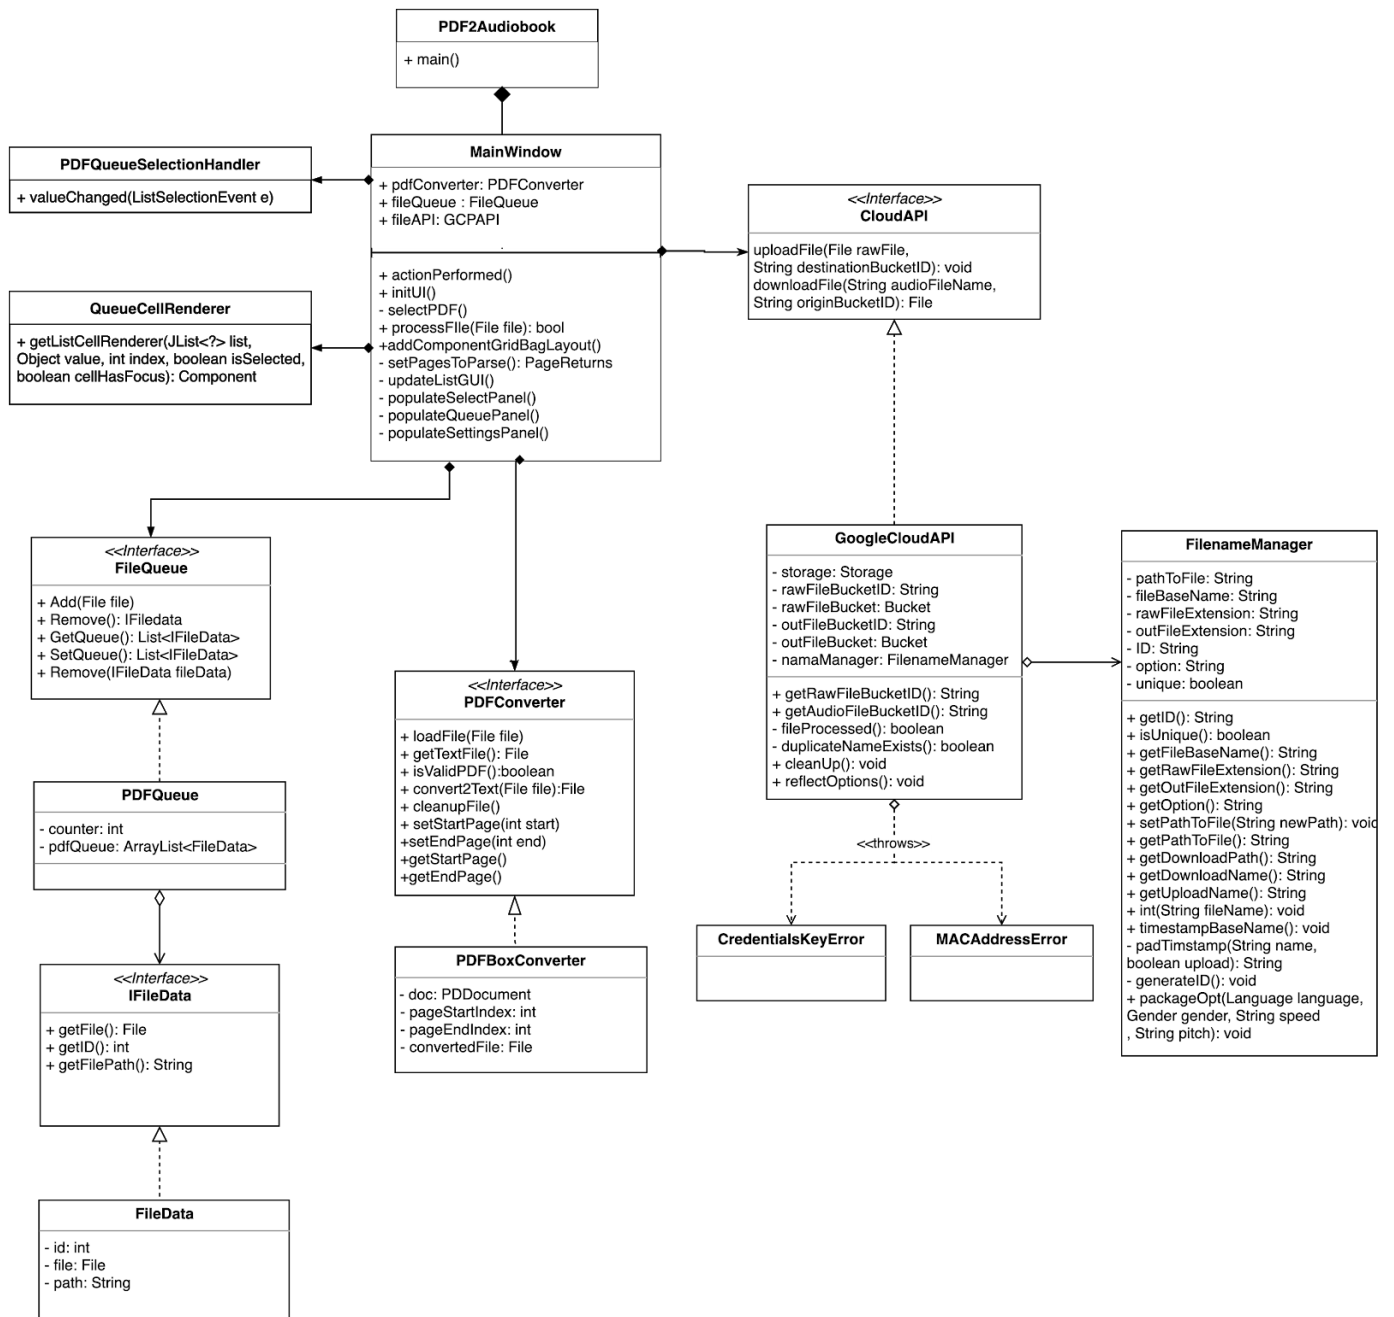 PDF2Audiobook
+ main()
MainWindow
+ pdfConverter: PDFConverter
+ fileQueue : FileQueue
+ fileAPI: GCPAPI
+ actionPerformed()
+ initUI()
- selectPDF()
+ processFIle(File file): bool
+addComponentGridBagLayout()
- setPagesToParse(): PageReturns
- updateListGUI()
- populateSelectPanel()
- populateQueuePanel()
- populateSettingsPanel()
PDFQueueSelectionHandler
+ valueChanged(ListSelectionEvent e)
QueueCellRenderer
+ getListCellRenderer(JList<?> list,
Object value, int index, boolean isSelected,
boolean cellHasFocus): Component
<<Interface>>
CloudAPI
uploadFile(File rawFile,
String destinationBucketID): void
downloadFile(String audioFileName,
String originBucketID): File
<<Interface>>
FileQueue
+ Add(File file)
+ Remove(): IFiledata
+ GetQueue(): List<IFileData>
+ SetQueue(): List<IFileData>
+ Remove(IFileData fileData)
PDFQueue
- counter: int
- pdfQueue: ArrayList<FileData>
<<Interface>>
IFileData
+ getFile(): File
+ getID(): int
+ getFilePath(): String
FileData
- id: int
- file: File
- path: String
<<Interface>>
PDFConverter
+ loadFile(File file)
+ getTextFile(): File
+ isValidPDF():boolean
+ convert2Text(File file):File
+ cleanupFile()
+ setStartPage(int start)
+setEndPage(int end)
+getStartPage()
+getEndPage()
PDFBoxConverter
- doc: PDDocument
- pageStartIndex: int
- pageEndIndex: int
- convertedFile: File
GoogleCloudAPI
- storage: Storage
- rawFileBucketID: String
- rawFileBucket: Bucket
- outFileBucketID: String
- outFileBucket: Bucket
- namaManager: FilenameManager
+ getRawFileBucketID(): String
+ getAudioFileBucketID(): String
- fileProcessed(): boolean
- duplicateNameExists(): boolean
+ cleanUp(): void
+ reflectOptions(): void
<<throws>>
CredentialsKeyError
MACAddressError
FilenameManager
- pathToFile: String
- fileBaseName: String
- rawFileExtension: String
- outFileExtension: String
- ID: String
- option: String
- unique: boolean
+ getID(): String
+ isUnique(): boolean
+ getFileBaseName(): String
+ getRawFileExtension(): String
+ getOutFileExtension(): String
+ getOption(): String
+ setPathToFile(String newPath): void
+ getPathToFile(): String
+ getDownloadPath(): String
+ getDownloadName(): String
+ getUploadName(): String
+ int(String fileName): void
+ timestampBaseName(): void
- padTimstamp(String name,
boolean upload): String
- generateID(): void
+ packageOpt(Language language,
Gender gender, String speed
, String pitch): void